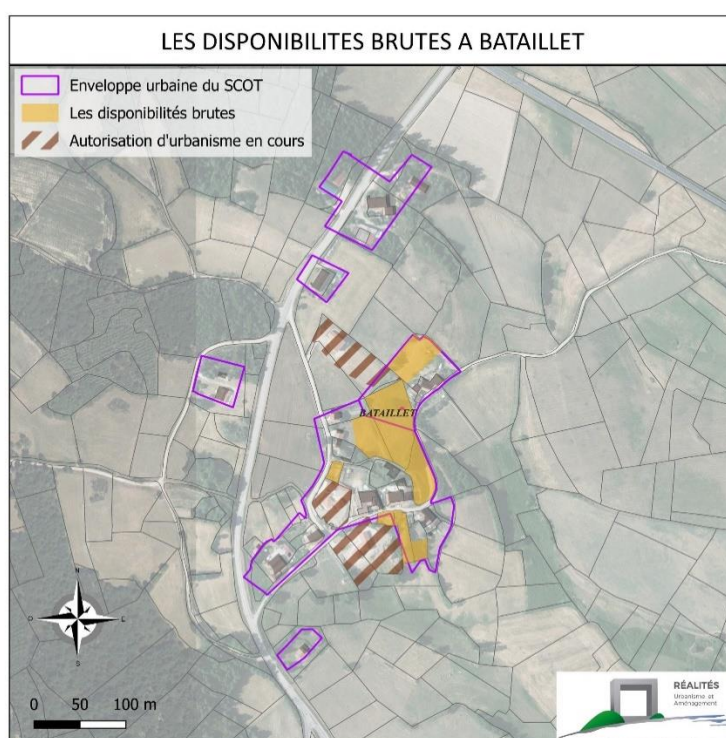 LES DISPONIBILITES BRUTES A BATAILLET
Enveloppe urbaine du SCOT
Les disponibilités brutes
Autorisation d'urbanisme en cours
BATAILLET
N
O
E
S
0 50 100 m
RÉALITÉS
Urbanisme et
Aménagement